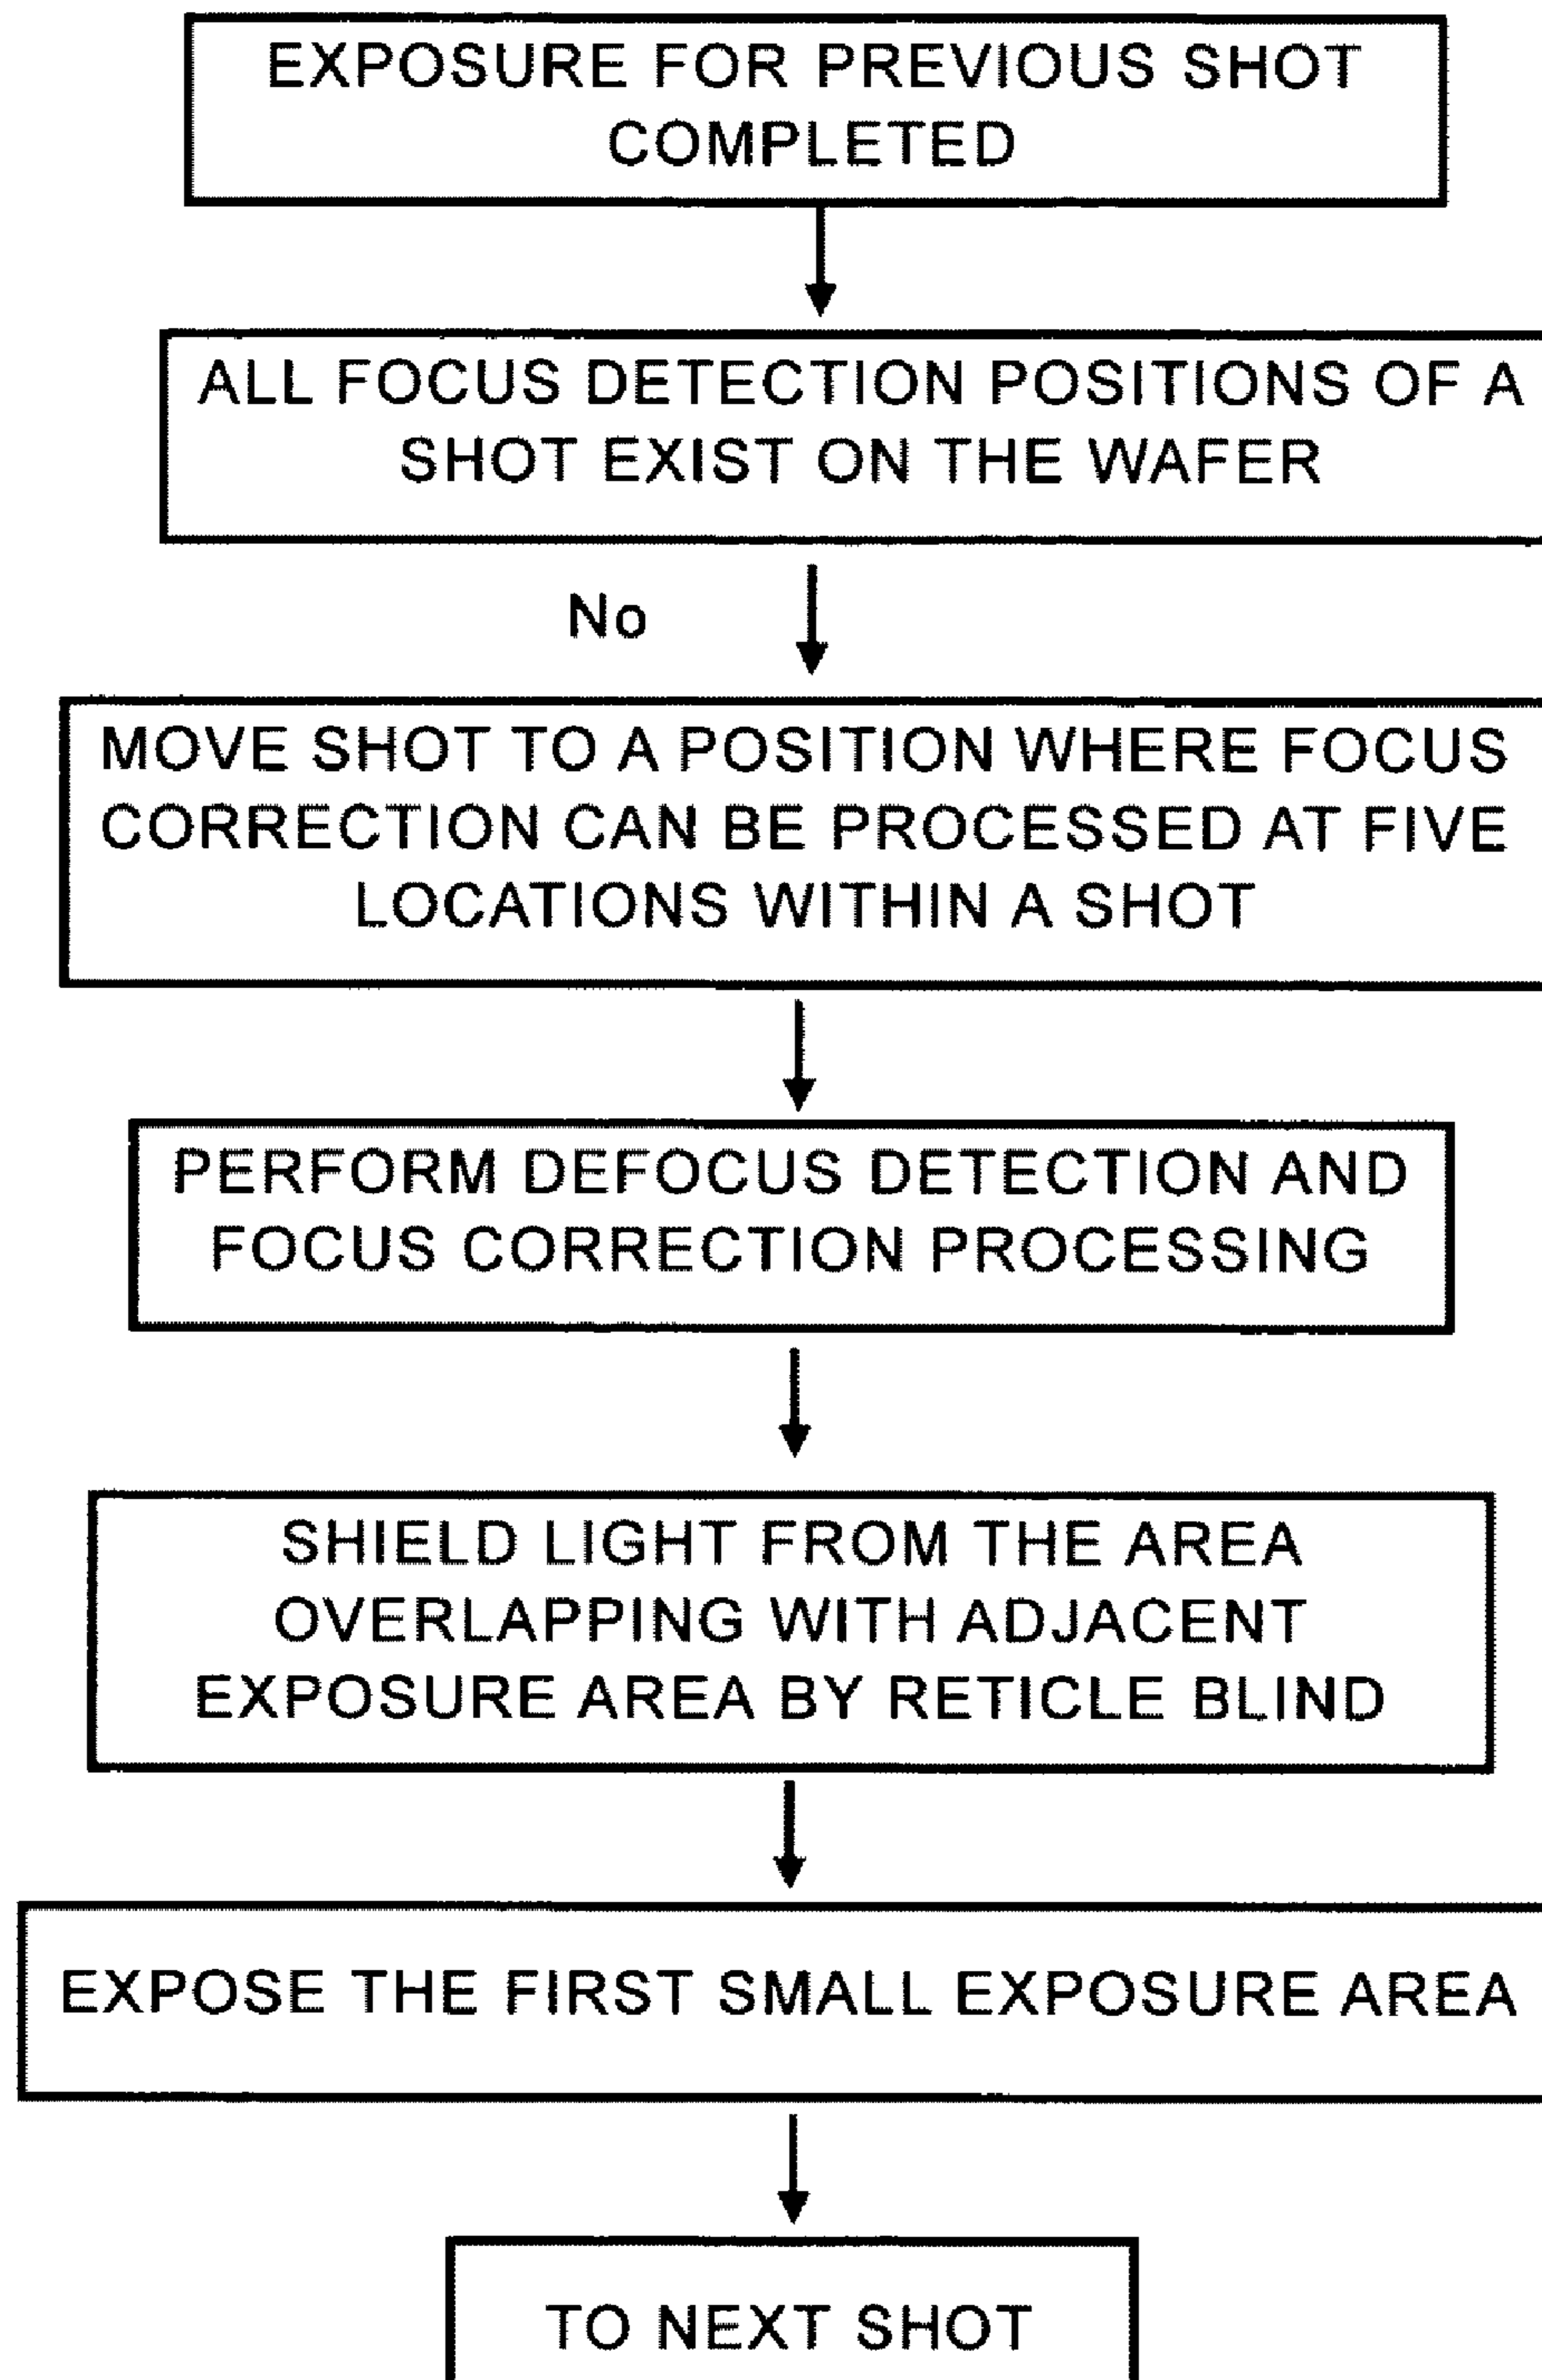 EXPOSURE FOR PREVIOUS SHOT
COMPLETED
ALL FOCUS DETECTION POSITIONS OF A
SHOT EXIST ON THE WAFER
No
MOVE SHOT TO A POSITION WHERE FOCUS
CORRECTION CAN BE PROCESSED AT FIVE
LOCATIONS WITHIN A SHOT
PERFORM DEFOCUS DETECTION AND
FOCUS CORRECTION PROCESSING
SHIELD LIGHT FROM THE AREA
OVERLAPPING WITH ADJACENT
EXPOSURE AREA BY RETICLE BLIND
EXPOSE THE FIRST SMALL EXPOSURE AREA
TO NEXT SHOT